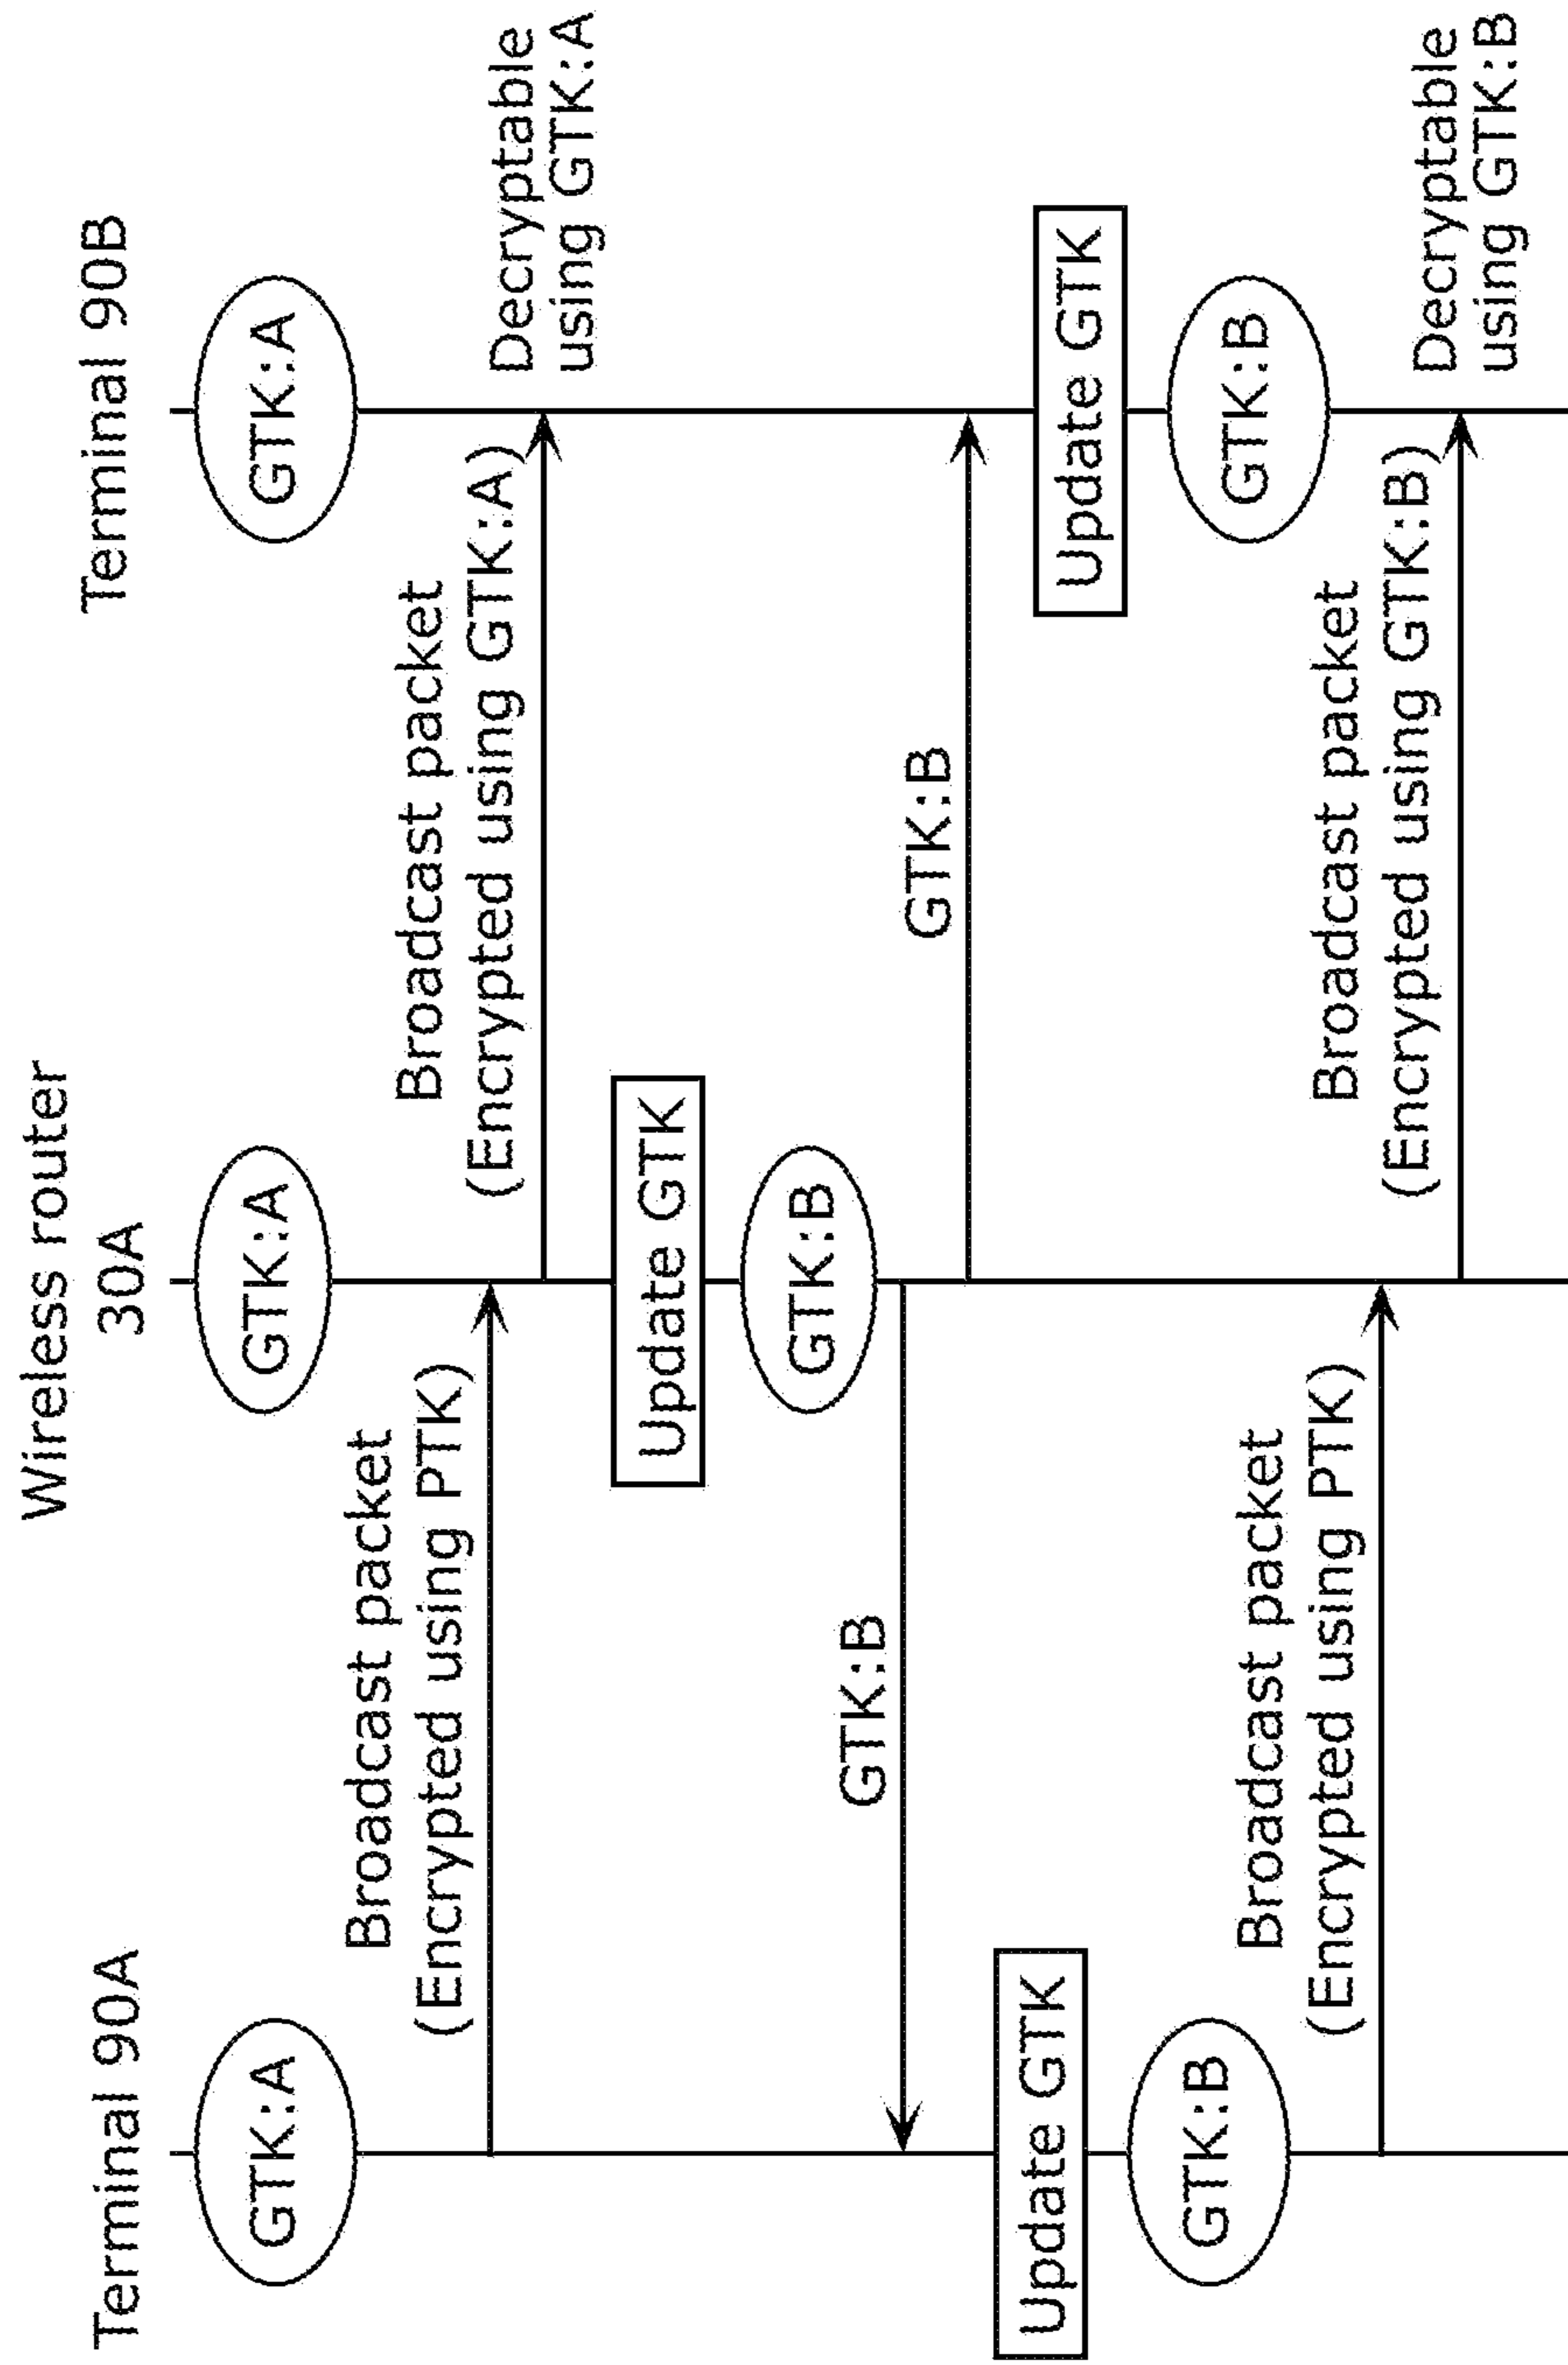 Terminal 90A
Wireless router
30A
Terminal 90B
GTK:A
GTK:A
GTK:A
Broadcast packet
(Encrypted using PTK)
Broadcast packet
(Encrypted using GTK:A)
Decryptable
using GTK:A
Update GTK
GTK:B
GTK:B
GTK:B
Update GTK
Update GTK
GTK:B
GTK:B
Broadcast packet
(Encrypted using PTK)
Broadcast packet
(Encrypted using GTK:B)
Decryptable
using GTK:B